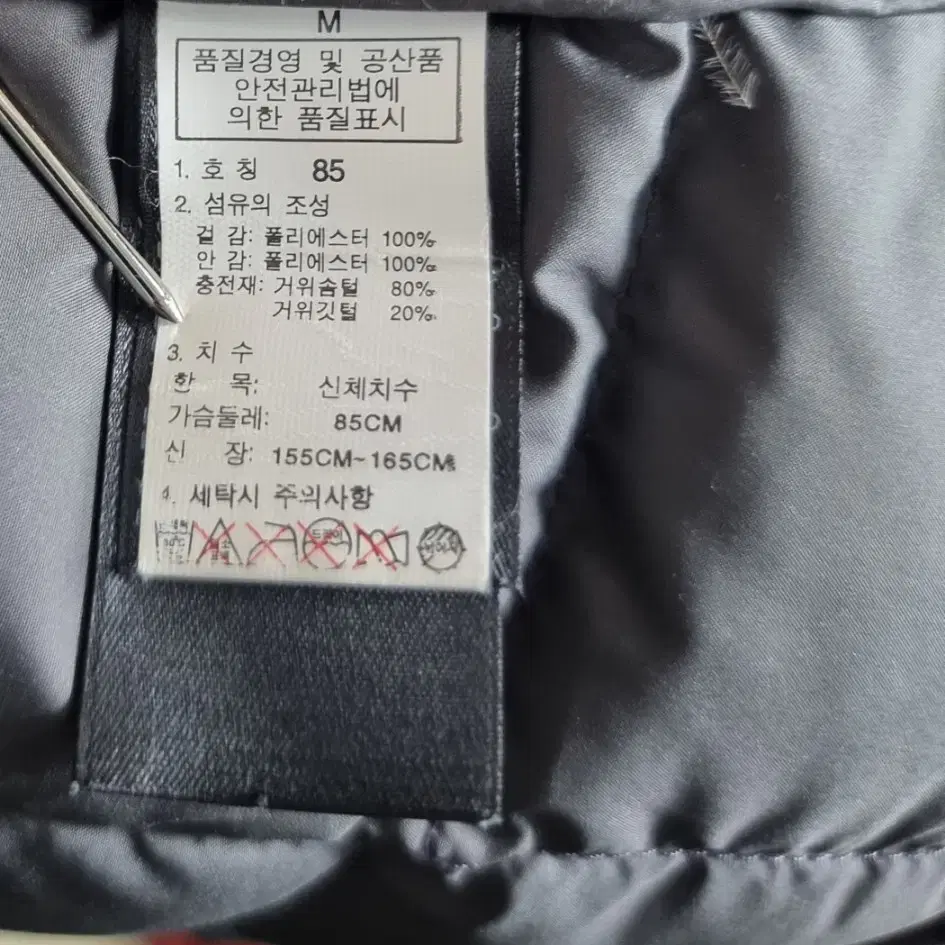 M
품질경영 및 공산품
안전관리법에
의한 품질표시
1. 호 칭 85
2. 섬유의 조성
겉 감: 폴리에스터 100%
안 감: 폴리에스터 100%
충전재: 거위솜털 80%
거위깃털 20%
3. 치 수
항 목: 신체치수
가슴둘레: 85CM
신 장: 155CM~165CM
4. 세탁시 주의사항
드라이